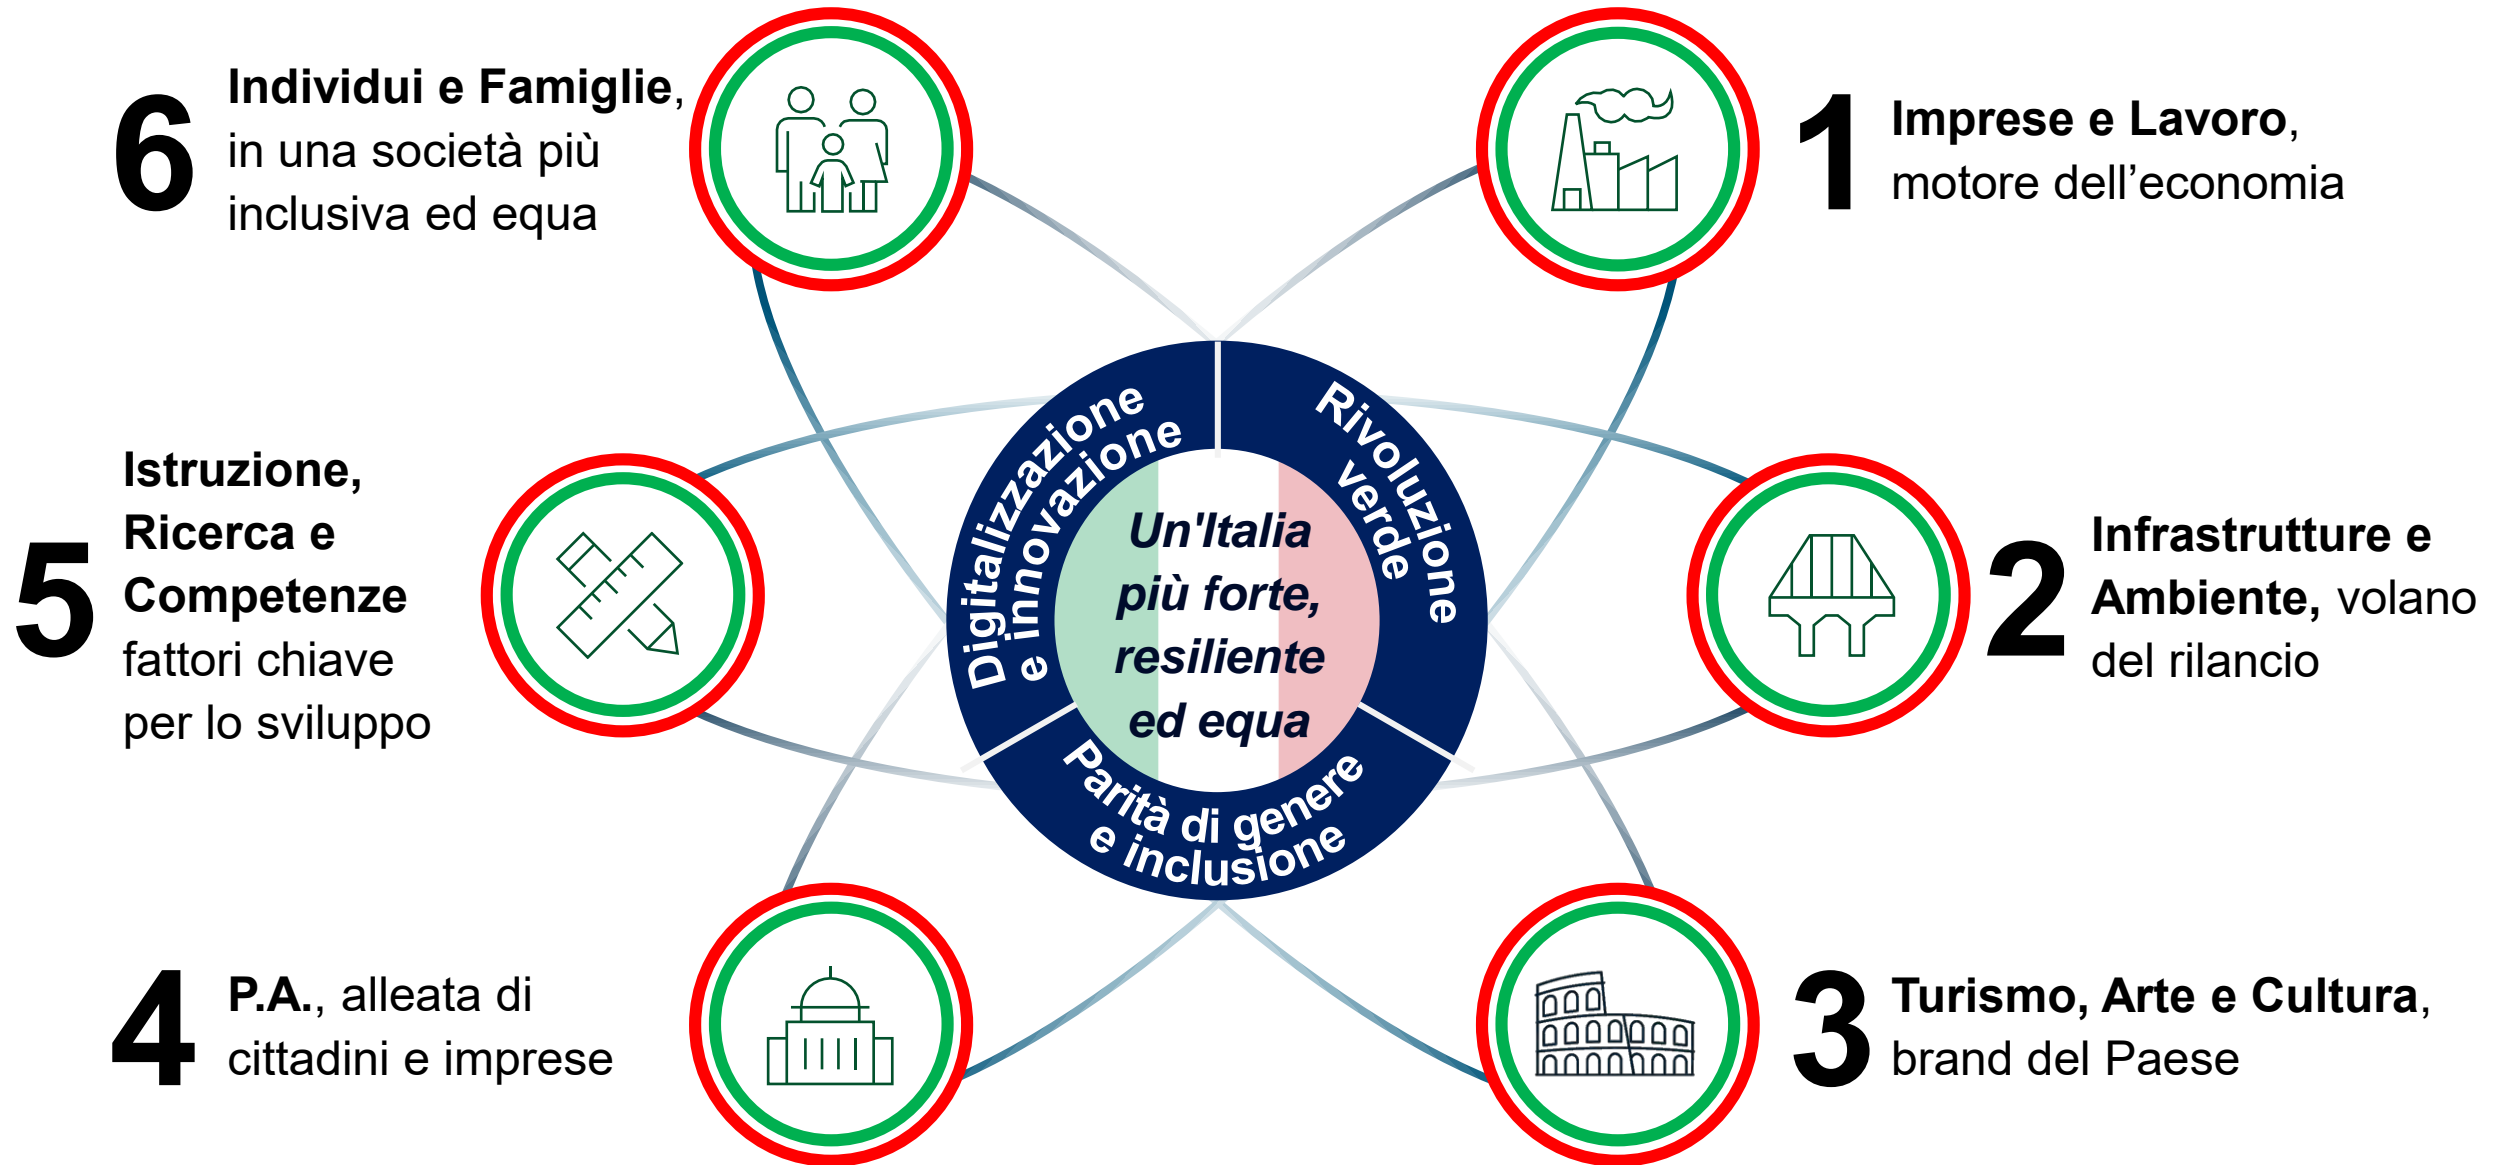 6
Individui e Famiglie,
in una società più
inclusiva ed equa
1
Imprese e Lavoro,
motore dell’economia
5
Istruzione,
Ricerca e
Competenze
fattori chiave
per lo sviluppo
Digitalizzazione
e innovazione
Rivoluzione
verde
Un'Italia
più forte,
resiliente
ed equa
Parità di genere
e inclusione
2
Infrastrutture e
Ambiente, volano
del rilancio
4
P.A., alleata di
cittadini e imprese
3
Turismo, Arte e Cultura,
brand del Paese